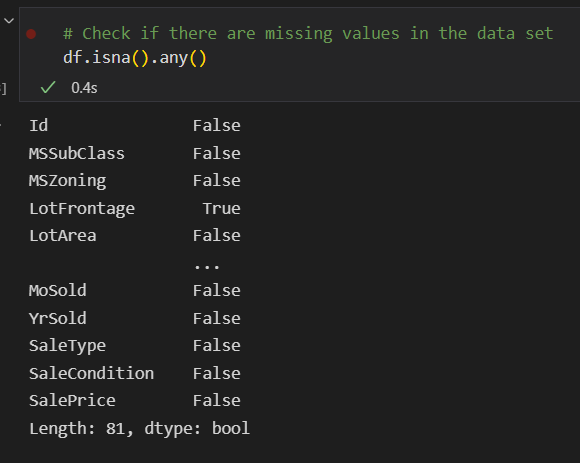 # Check if there are missing values in the data set
df.isna().any()
] 0.4s
Id False
MSSubClass False
MSZoning False
LotFrontage True
LotArea False
...
MoSold False
YrSold False
SaleType False
SaleCondition False
SalePrice False
Length: 81, dtype: bool